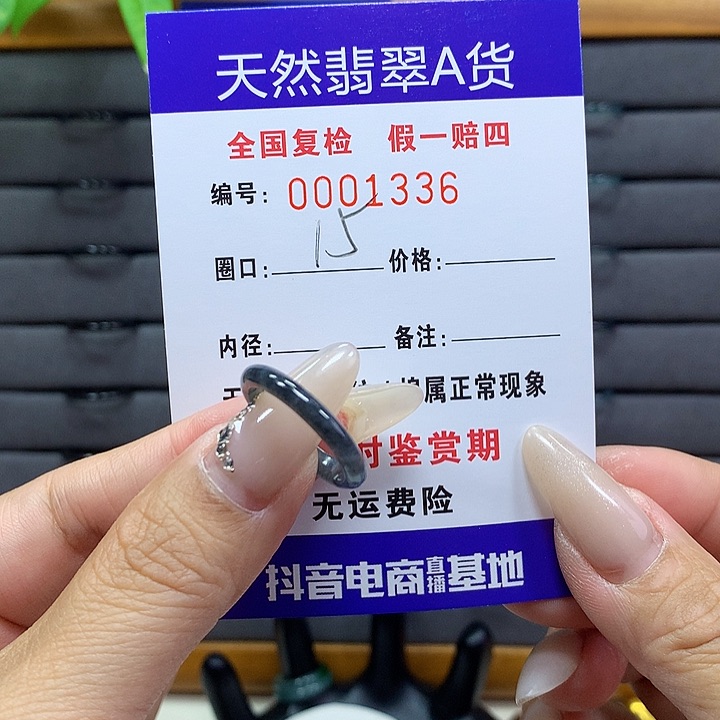 天然翡翠A货
全国复检 假一赔四
编号: 0001336
圈口: 15 价格:
内径: 备注:
属正常现象
时鉴赏期
无运费险
抖音电商直播基地